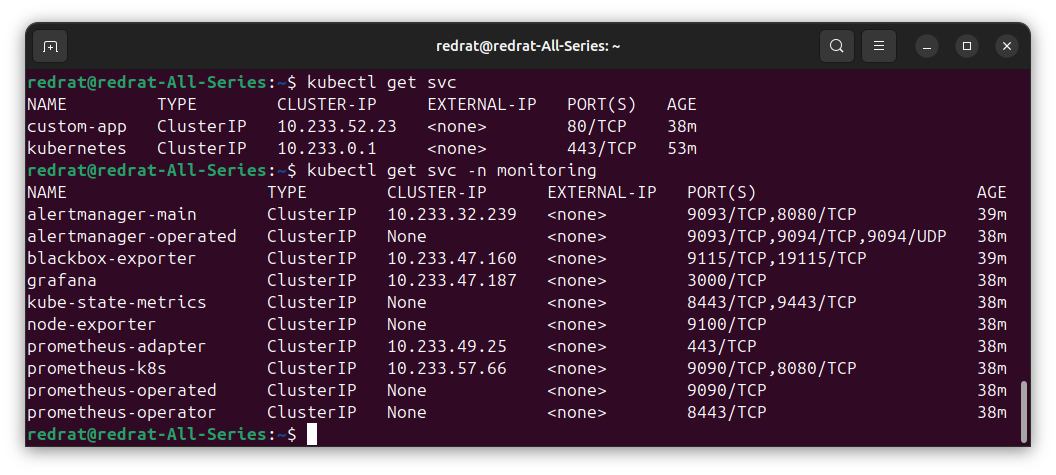 redrat@redrat-All-Series: ~
redrat@redrat-All-Series:~$ kubectl get svc
NAME         TYPE        CLUSTER-IP     EXTERNAL-IP   PORT(S)   AGE
custom-app   ClusterIP   10.233.52.23   <none>        80/TCP    38m
kubernetes   ClusterIP   10.233.0.1     <none>        443/TCP   53m
redrat@redrat-All-Series:~$ kubectl get svc -n monitoring
NAME                    TYPE        CLUSTER-IP      EXTERNAL-IP   PORT(S)                      AGE
alertmanager-main       ClusterIP   10.233.32.239   <none>        9093/TCP,8080/TCP            39m
alertmanager-operated   ClusterIP   None            <none>        9093/TCP,9094/TCP,9094/UDP   38m
blackbox-exporter       ClusterIP   10.233.47.160   <none>        9115/TCP,19115/TCP           39m
grafana                 ClusterIP   10.233.47.187   <none>        3000/TCP                     38m
kube-state-metrics      ClusterIP   None            <none>        8443/TCP,9443/TCP            38m
node-exporter           ClusterIP   None            <none>        9100/TCP                     38m
prometheus-adapter      ClusterIP   10.233.49.25    <none>        443/TCP                      38m
prometheus-k8s          ClusterIP   10.233.57.66    <none>        9090/TCP,8080/TCP            38m
prometheus-operated     ClusterIP   None            <none>        9090/TCP                     38m
prometheus-operator     ClusterIP   None            <none>        8443/TCP                     38m
redrat@redrat-All-Series:~$